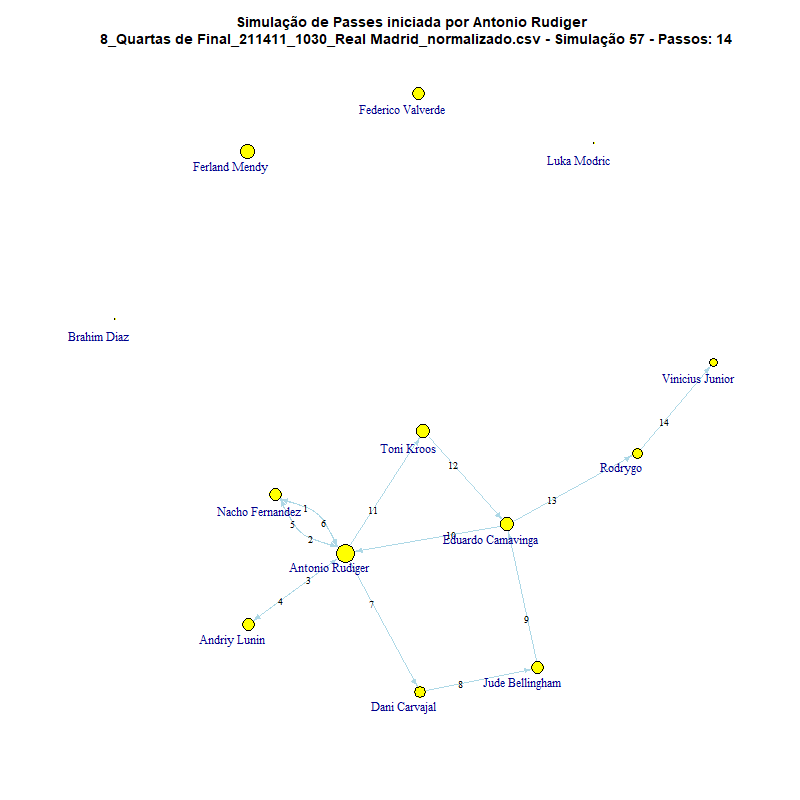 Simulação de Passes iniciada por Antonio Rudiger
8_Quartas de Final_211411_1030_Real Madrid_normalizado.csv - Simulação 57 - Passos: 14
Federico Valverde
Luka Modric
Ferland Mendy
Brahim Diaz
Vinicius Junior
14
Toni Kroos
12
Rodrygo
13
11
Nacho Fernandez
1
5
6
2
10
Eduardo Camavinga
Antonio Rudiger
3
4
7
9
Andriy Lunin
8
Jude Bellingham
Dani Carvajal